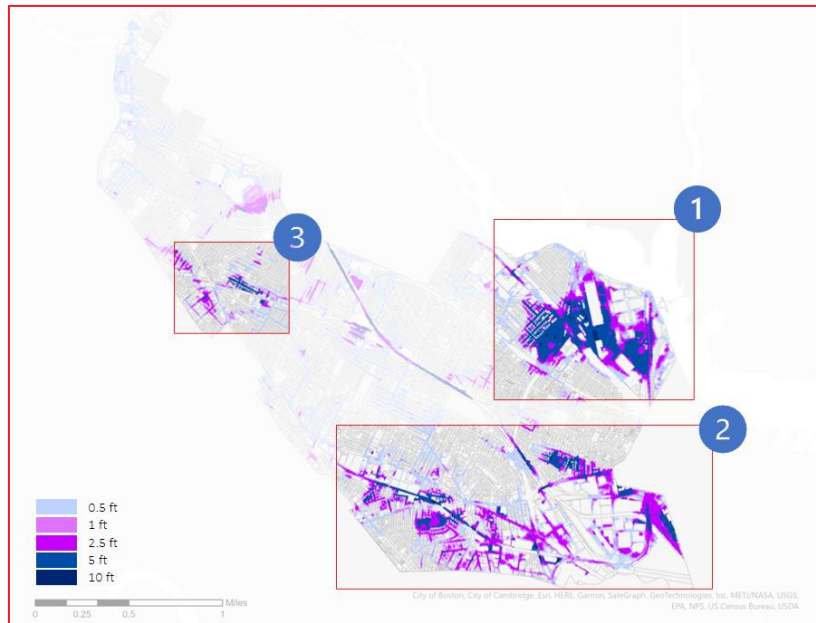 1
3
2
0.5 ft
1 ft
2.5 ft
5 ft
10 ft
Miles
0 0.25 0.5 1
City of Boston, City of Cambridge, Esri, HERE, Garmin, SafeGraph, GeoTechnologies, Inc, METI/NASA, USGS,
EPA, NPS, US Census Bureau, USDA